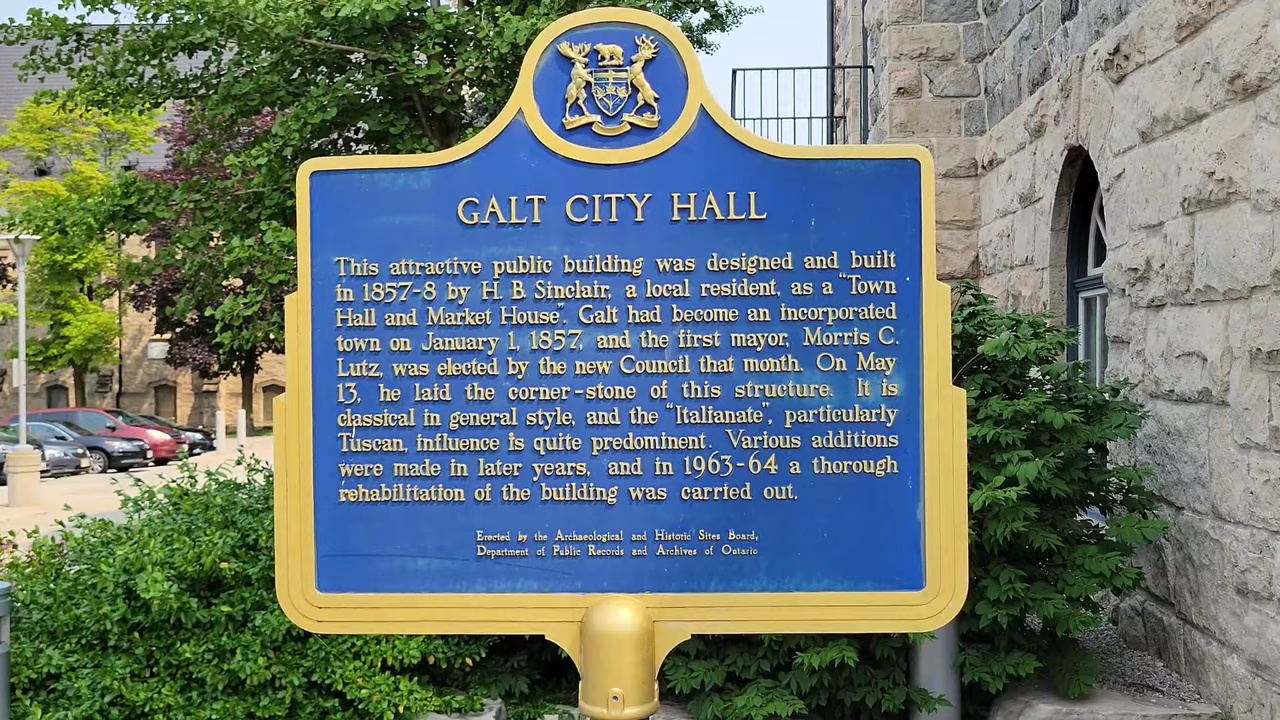 GALT CITY HALL
This attractive public building was designed and built
in 1857-8 by H. B. Sinclair, a local resident, as a "Town
Hall and Market House". Galt had become an incorporated
town on January 1, 1857, and the first mayor, Morris C.
Lutz, was elected by the new Council that month. On May
13, he laid the corner-stone of this structure. It is
classical in general style, and the "Italianate", particularly
Tuscan, influence is quite predominent. Various additions
were made in later years, and in 1963-64 a thorough
rehabilitation of the building was carried out.
Erected by the Archaeological and Historic Sites Board,
Department of Public Records and Archives of Ontario